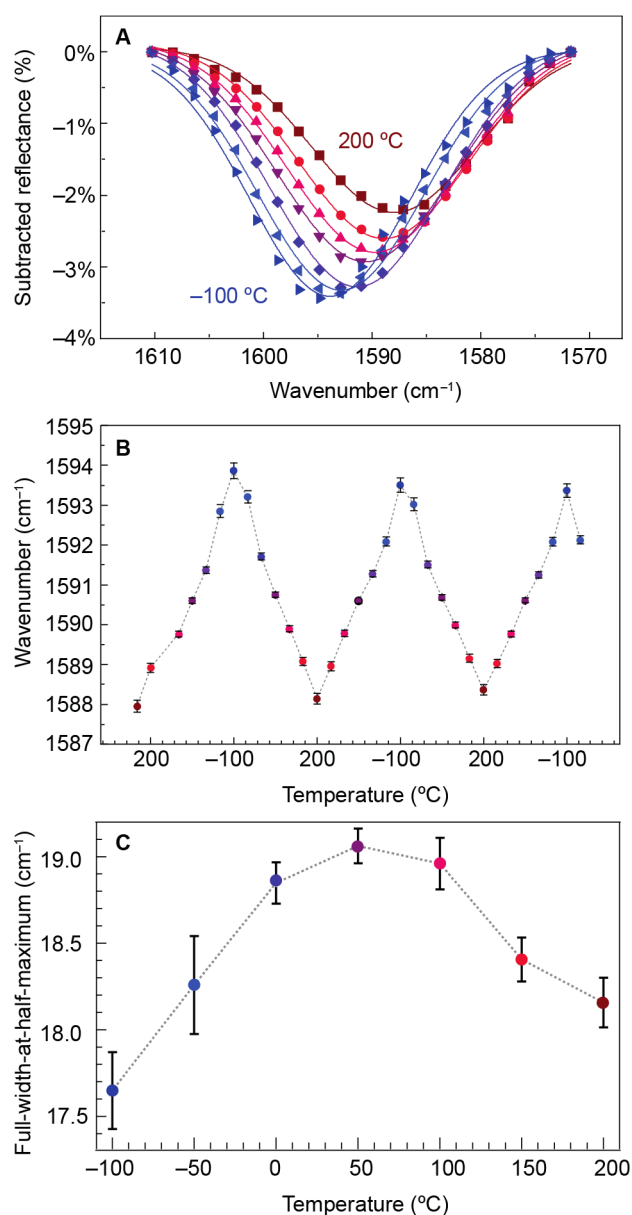 A
0%
–1%
–2%
–3%
–4%
Subtracted reflectance (%)
200 ºC
–100 ºC
1610 1600 1590 1580 1570
Wavenumber (cm⁻¹)
B
1595
1594
1593
1592
1591
1590
1589
1588
1587
Wavenumber (cm⁻¹)
200 –100 200 –100 200 –100
Temperature (ºC)
C
19.0
18.5
18.0
17.5
Full-width-at-half-maximum (cm⁻¹)
–100 –50 0 50 100 150 200
Temperature (ºC)